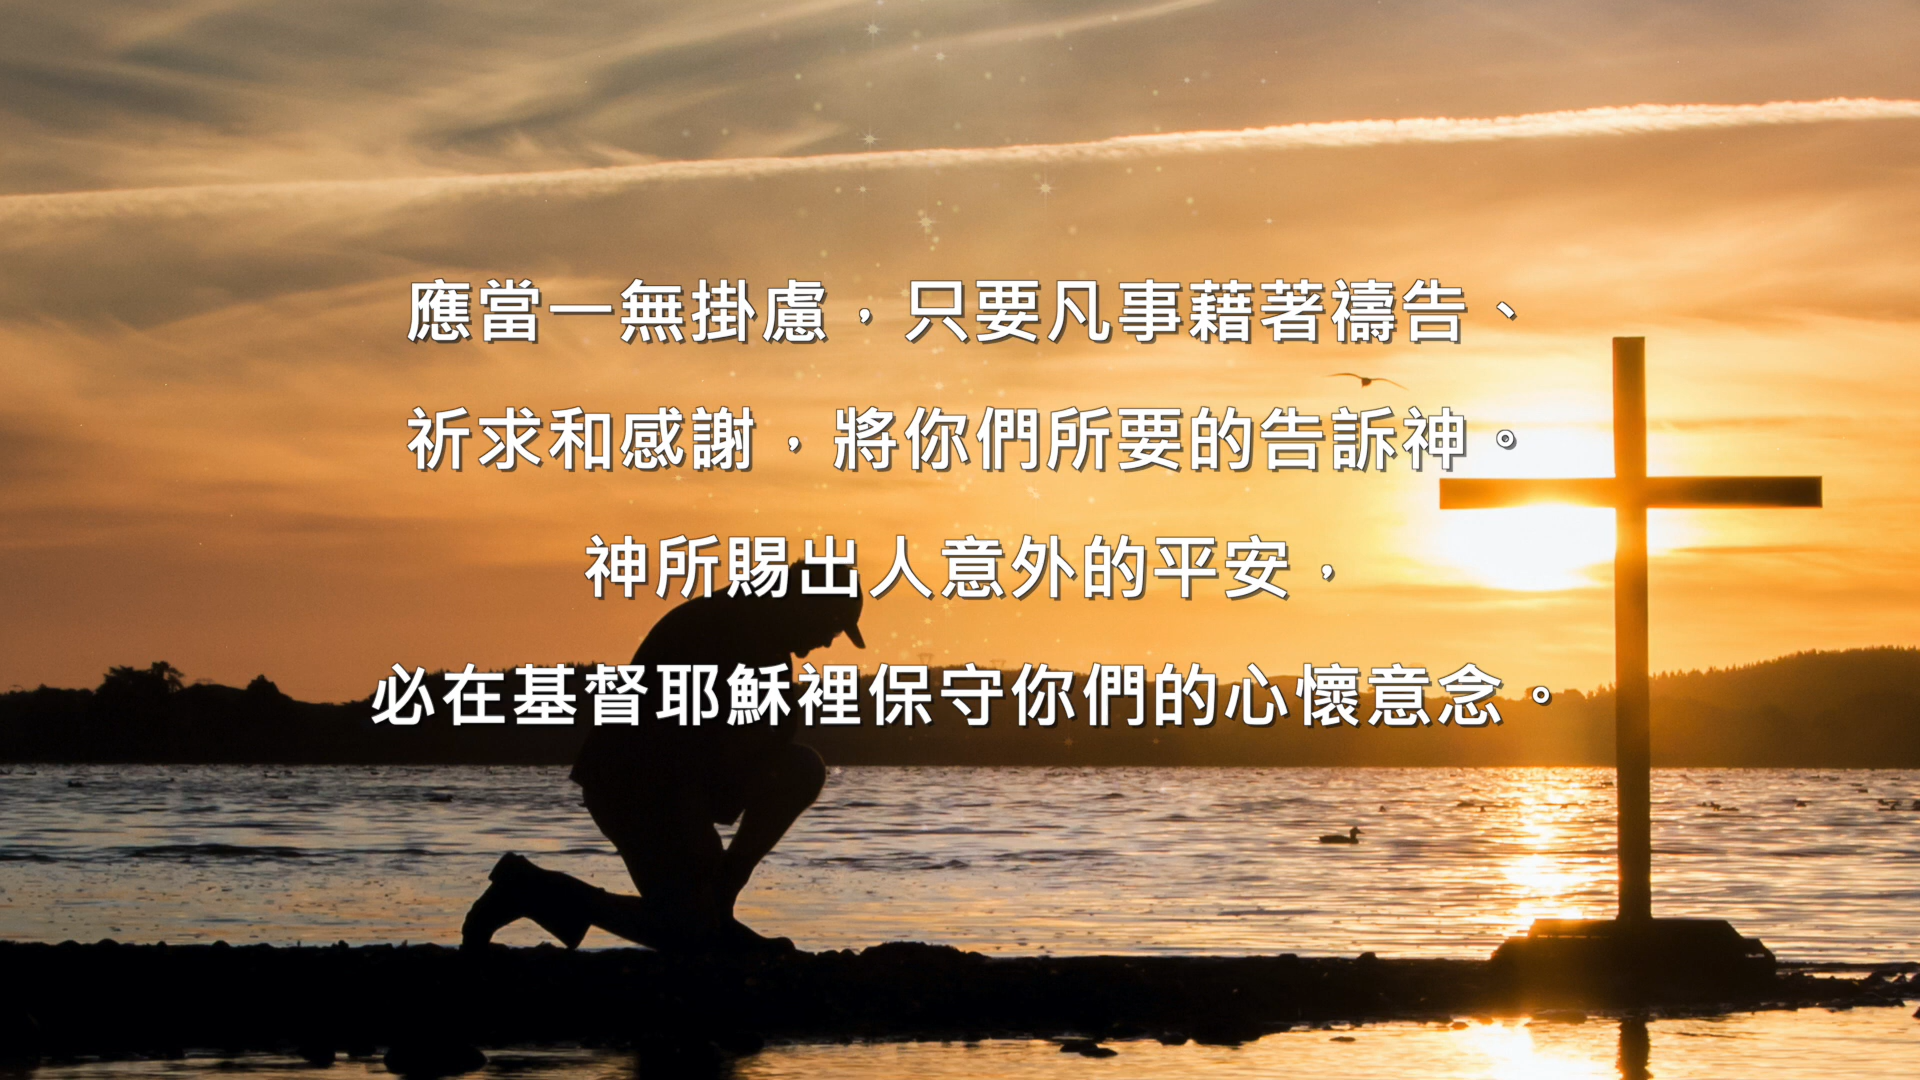 應當一無掛慮，只要凡事藉著禱告、
祈求和感謝，將你們所要的告訴神。
神所賜出人意外的平安，
必在基督耶穌裡保守你們的心懷意念。